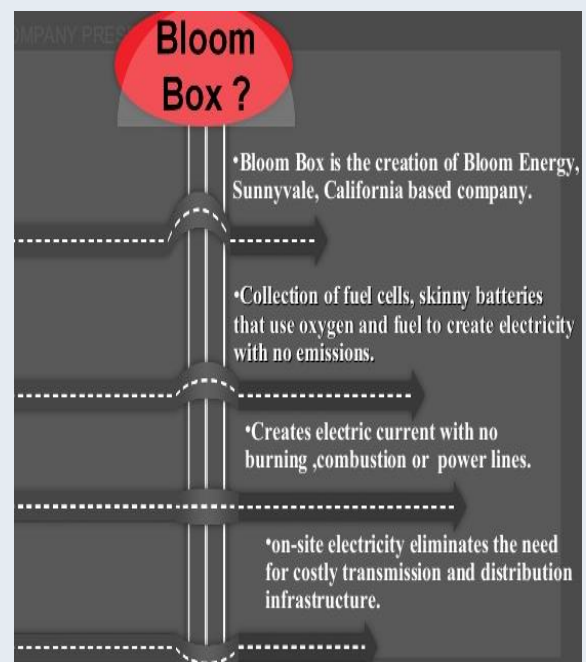 COMPANY PRES
Bloom
Box ?
•Bloom Box is the creation of Bloom Energy,
Sunnyvale, California based company.
•Collection of fuel cells, skinny batteries
that use oxygen and fuel to create electricity
with no emissions.
•Creates electric current with no
burning ,combustion or power lines.
•on-site electricity eliminates the need
for costly transmission and distribution
infrastructure.